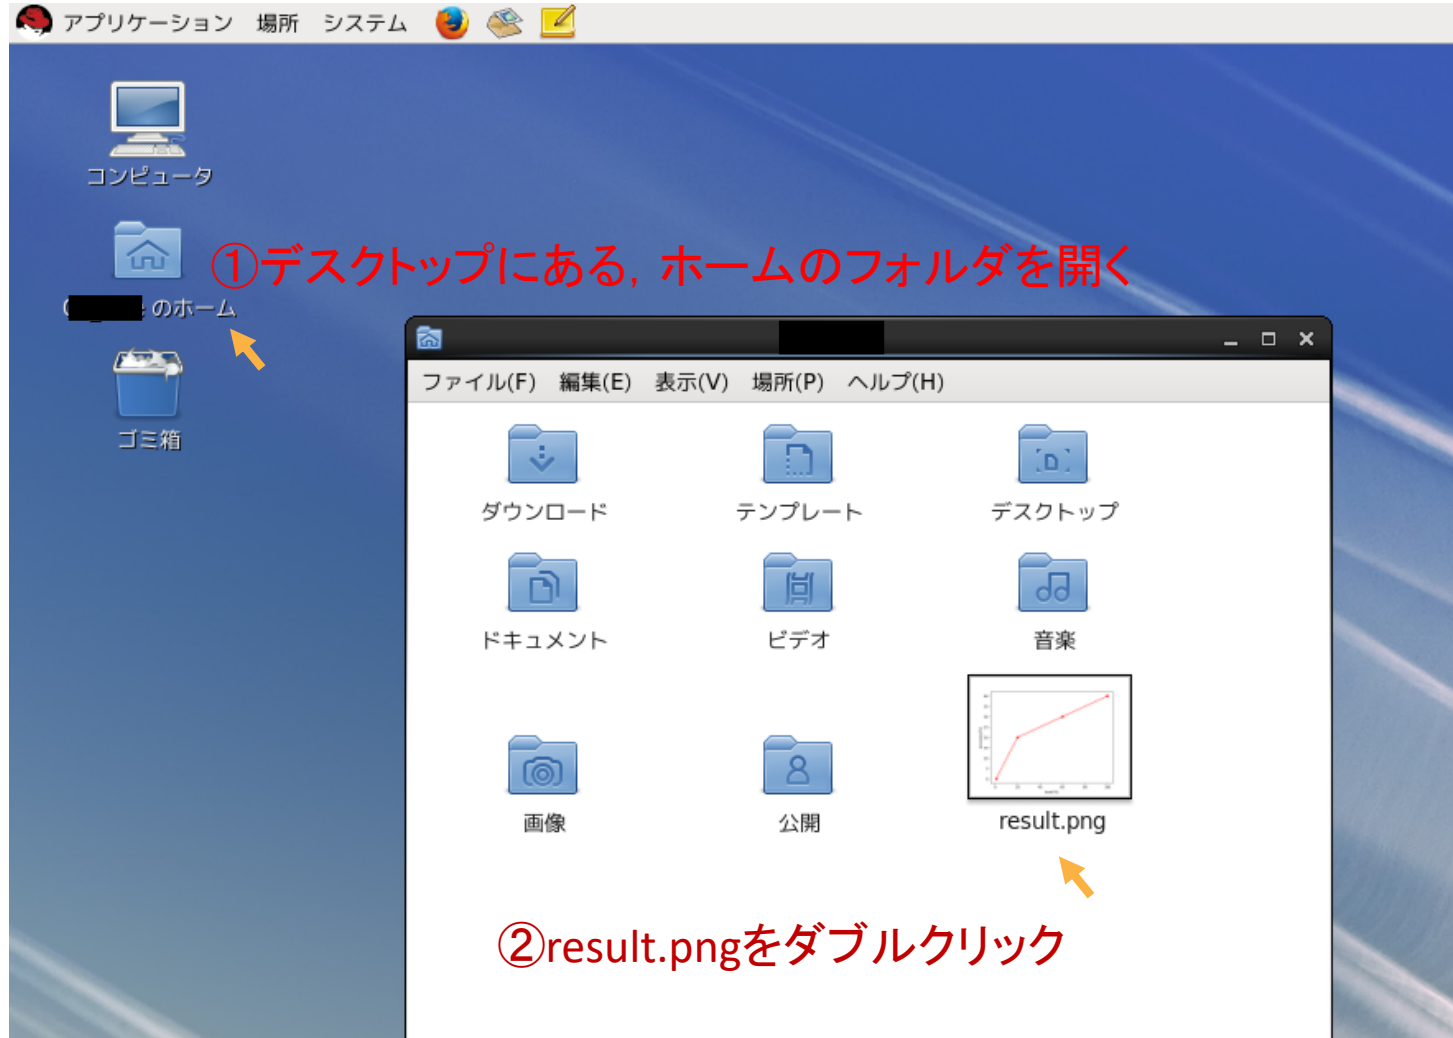 アプリケーション 場所 システム
コンピュータ
①デスクトップにある，ホームのフォルダを開く
のホーム
ゴミ箱
ファイル(F) 編集(E) 表示(V) 場所(P) ヘルプ(H)
ダウンロード テンプレート デスクトップ
ドキュメント ビデオ 音楽
画像 公開 result.png
②result.pngをダブルクリック